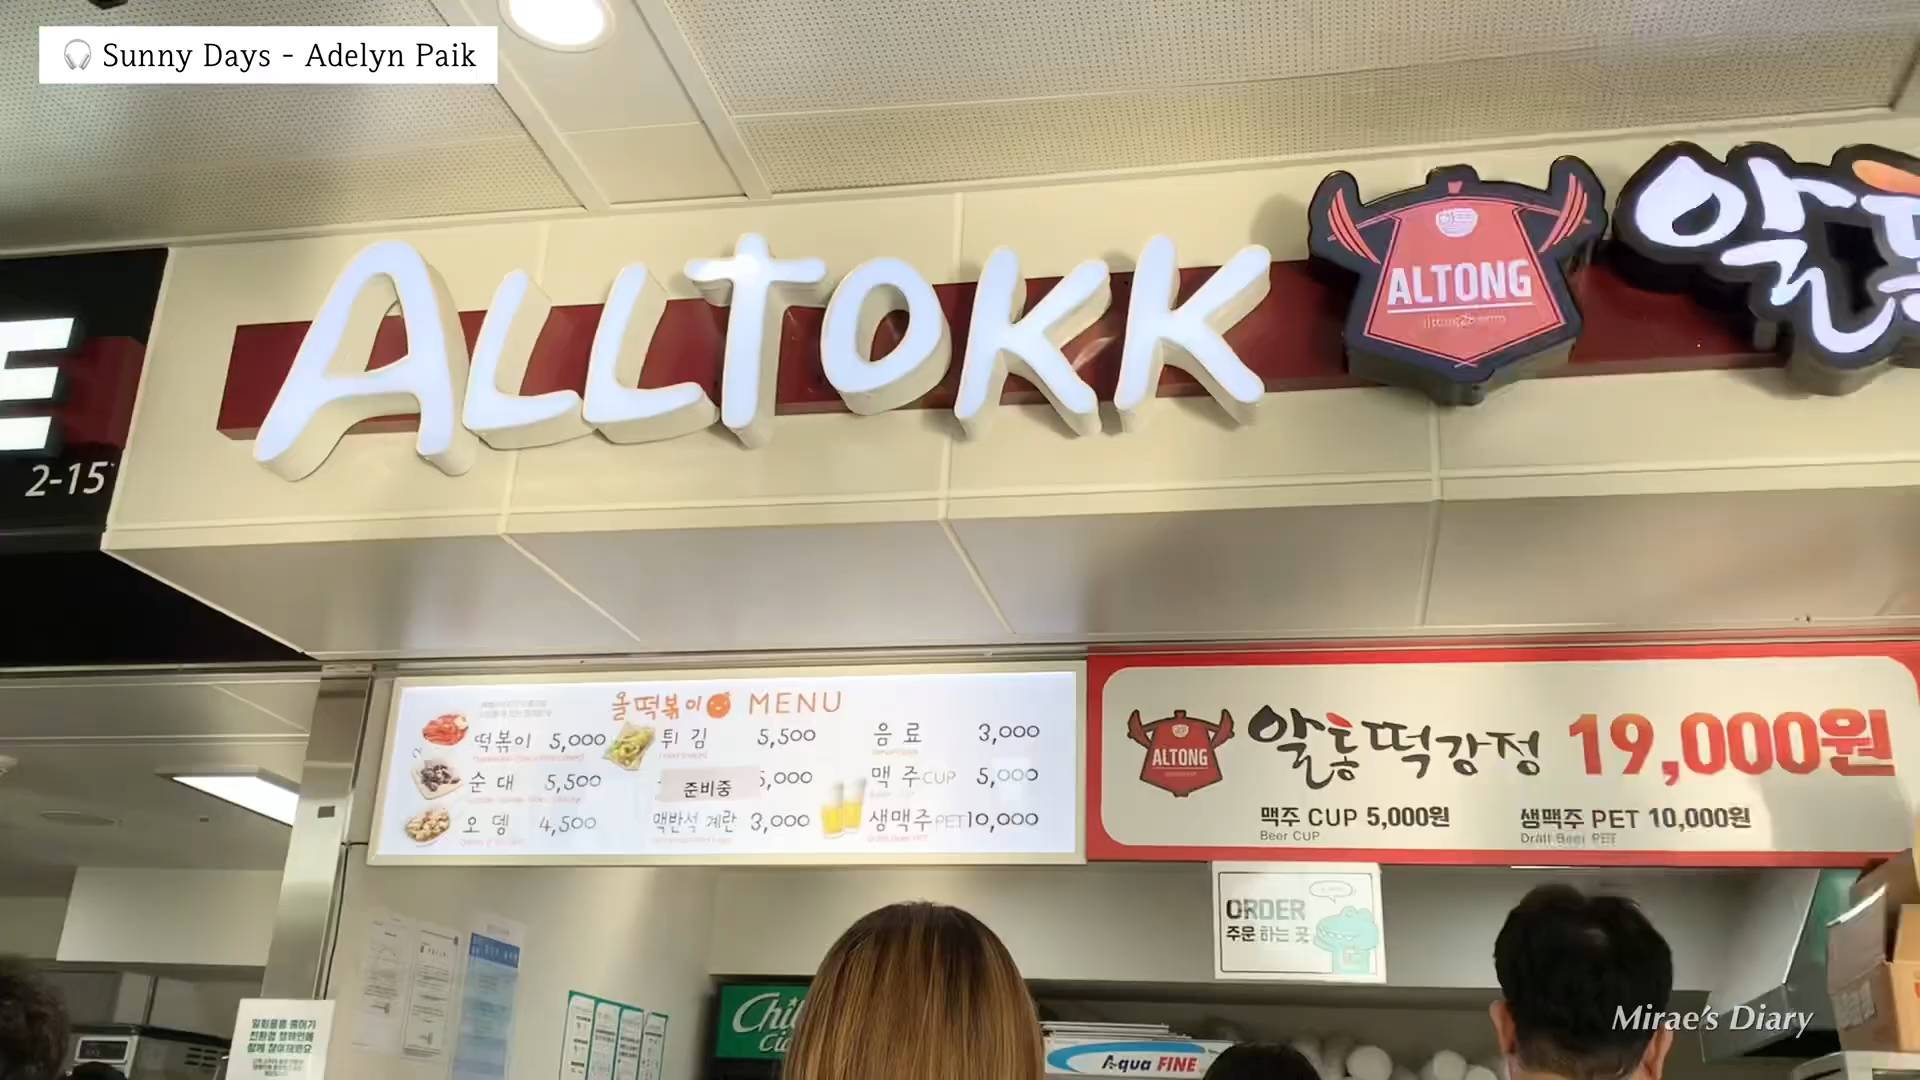 Sunny Days - Adelyn Paik
ALLTOKK
ALTONG
알
E
2-15
올떡볶이 MENU
떡볶이 5,000
튀김 5,500
음료 3,000
순대 5,500
준비중 5,000
맥주CUP 5,000
오뎅 4,500
맥반석 계란 3,000
생맥주PET 10,000
ALTONG
알통떡강정 19,000원
맥주 CUP 5,000원
Beer CUP
생맥주 PET 10,000원
Draft Beer PET
ORDER
주문 하는 곳
Aqua FINE
Mirae's Diary